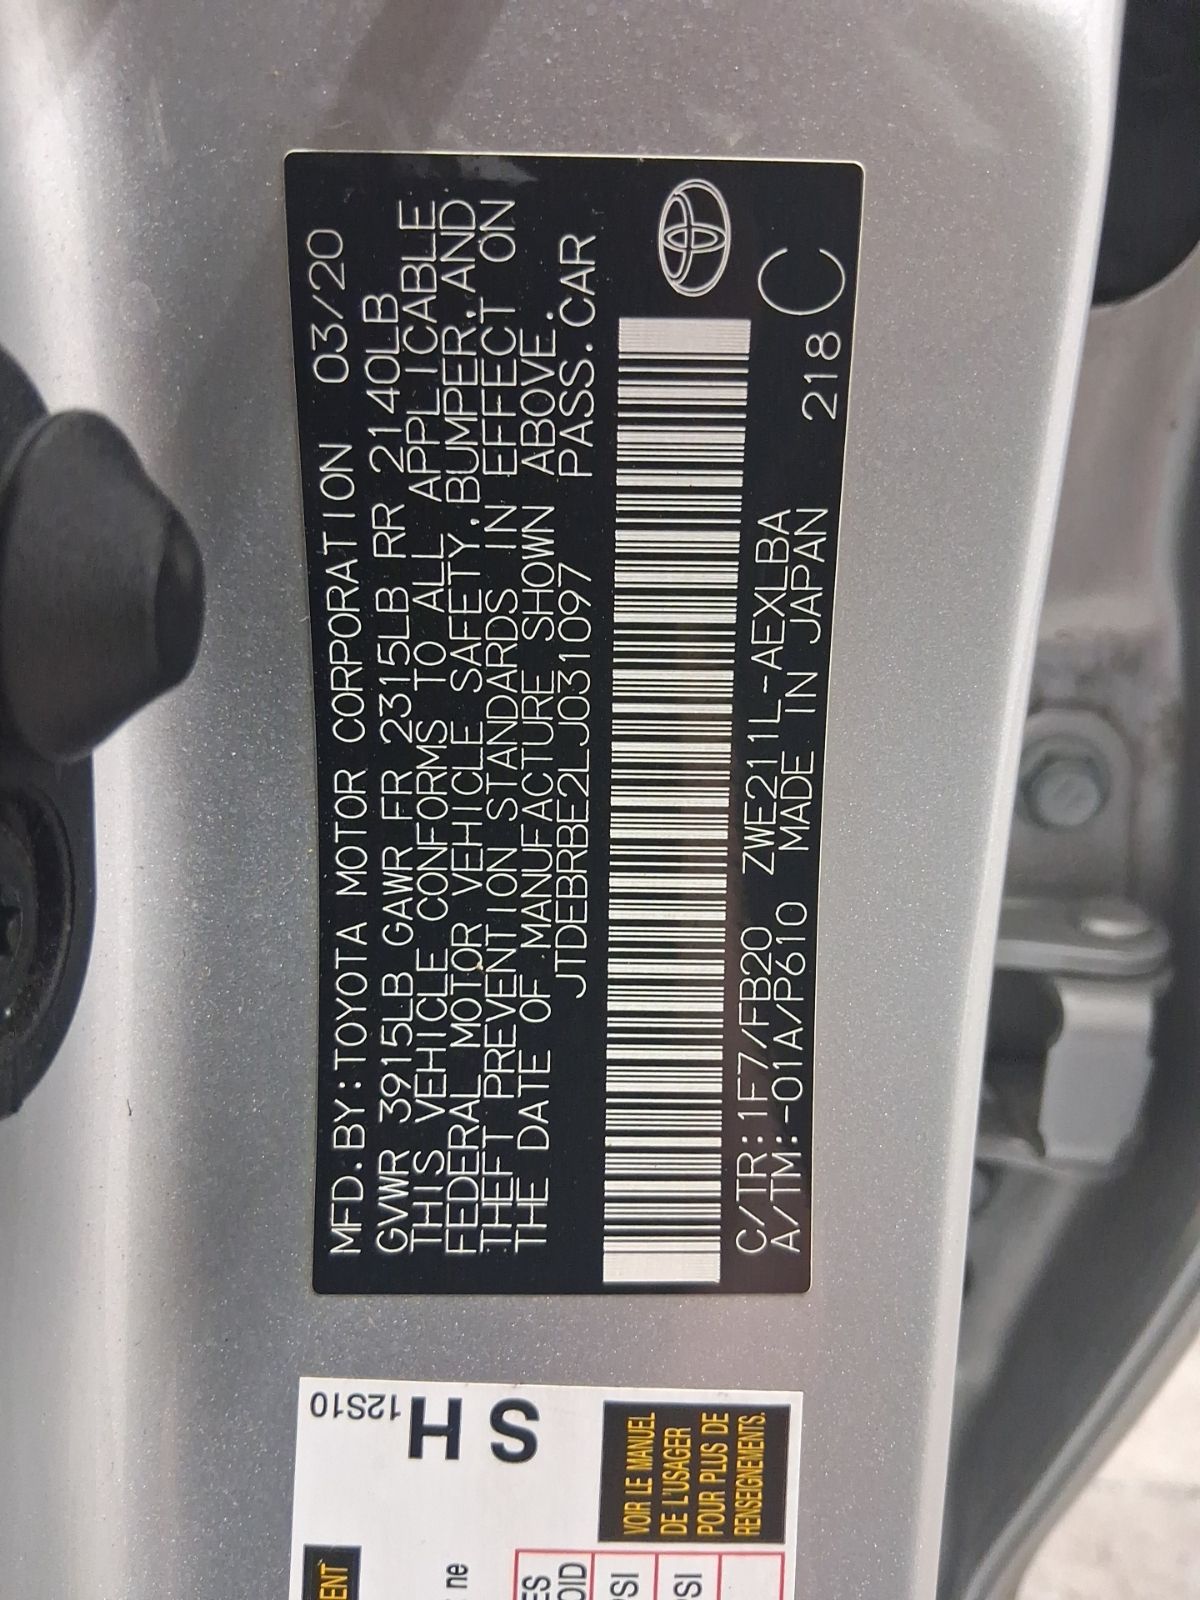 MFD.BY:TOYOTA MOTOR CORPORATION 03/20
GVWR 3915LB GAWR FR 2315LB RR 2140LB
THIS VEHICLE CONFORMS TO ALL APPLICABLE
FEDERAL MOTOR VEHICLE SAFETY,BUMPER,AND
THEFT PREVENTION STANDARDS IN EFFECT ON
THE DATE OF MANUFACTURE SHOWN ABOVE.
JTDEBRBE2LJ031097 PASS.CAR
C/TR:1F7/FB20 ZWE211L-AEXLBA
A/TM:-01A/P610 MADE IN JAPAN 218 C
12S10
S H
VOIR LE MANUEL
DE L'USAGER
POUR PLUS DE
RENSEIGNEMENTS.
ne